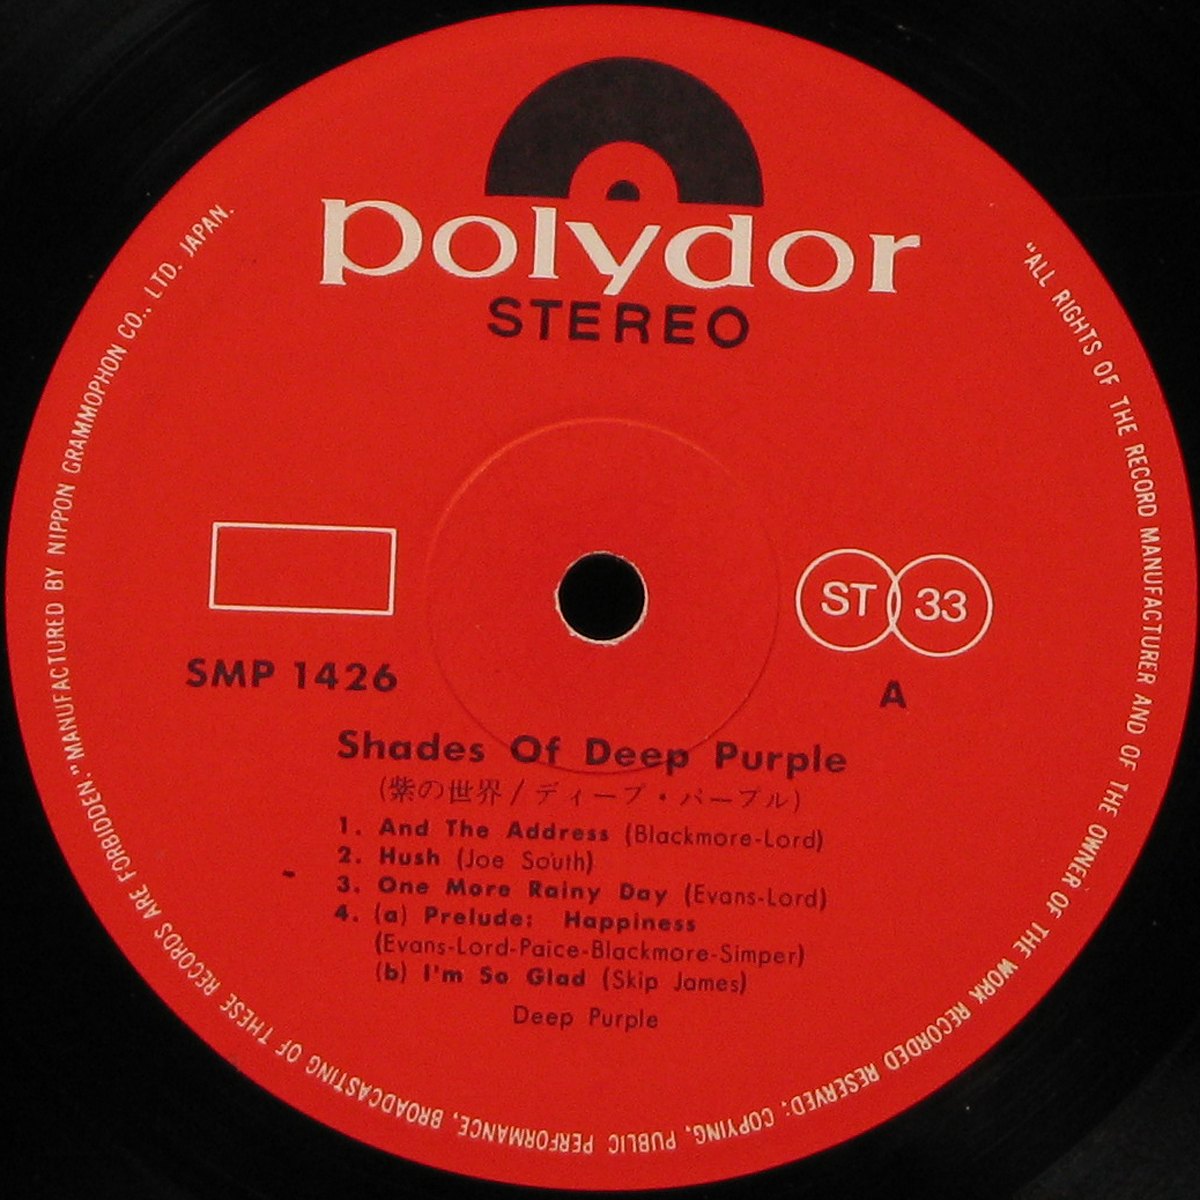 polydor
STEREO
ST 33
SMP 1426
A
Shades Of Deep Purple
(紫の世界/ディープ・パープル)
1. And The Address (Blackmore-Lord)
2. Hush (Joe South)
3. One More Rainy Day (Evans-Lord)
4. (a) Prelude: Happiness
(Evans-Lord-Paice-Blackmore-Simper)
(b) I'm So Glad (Skip James)
Deep Purple
"ALL RIGHTS OF THE RECORD MANUFACTURER AND OF THE OWNER OF THE WORK RECORDED RESERVED; COPYING, PUBLIC PERFORMANCE, BROADCASTING OF THESE RECORDS ARE FORBIDDEN." MANUFACTURED BY NIPPON GRAMMOPHON CO., LTD. JAPAN.